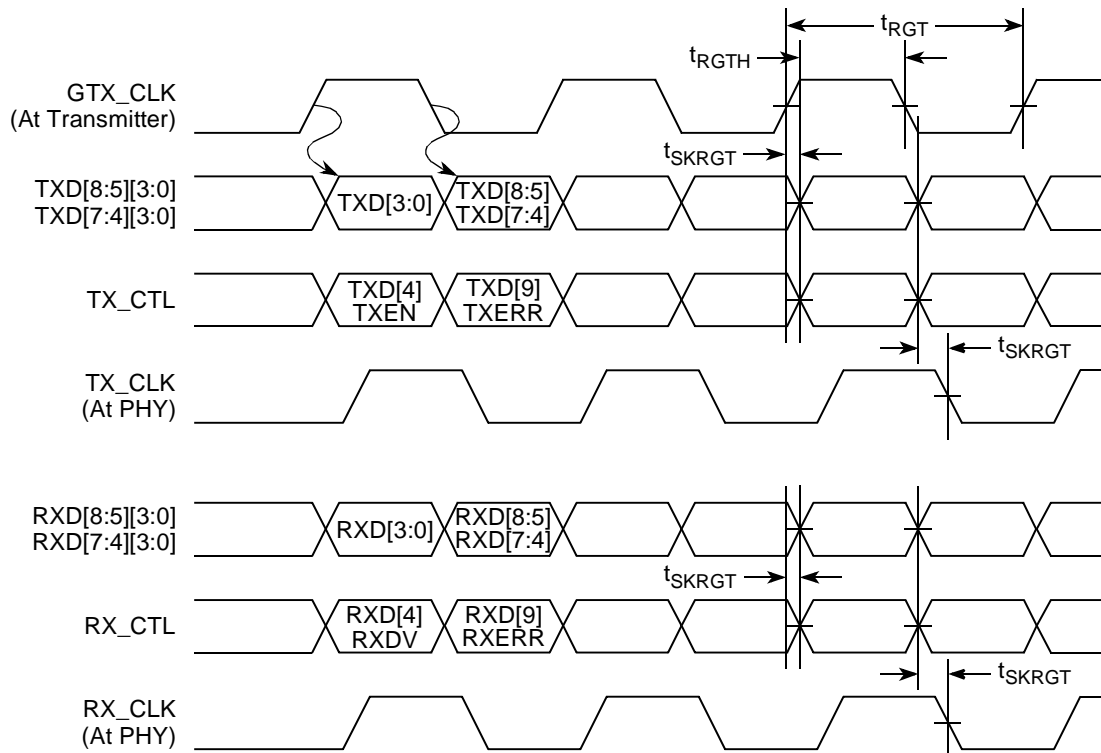 tRGT
tRGTH
GTX_CLK
(At Transmitter)
tSKRGT
TXD[8:5][3:0]
TXD[7:4][3:0]
TXD[3:0]
TXD[8:5]
TXD[7:4]
TX_CTL
TXD[4]
TXEN
TXD[9]
TXERR
tSKRGT
TX_CLK
(At PHY)
RXD[8:5][3:0]
RXD[7:4][3:0]
RXD[3:0]
RXD[8:5]
RXD[7:4]
tSKRGT
RX_CTL
RXD[4]
RXDV
RXD[9]
RXERR
tSKRGT
RX_CLK
(At PHY)